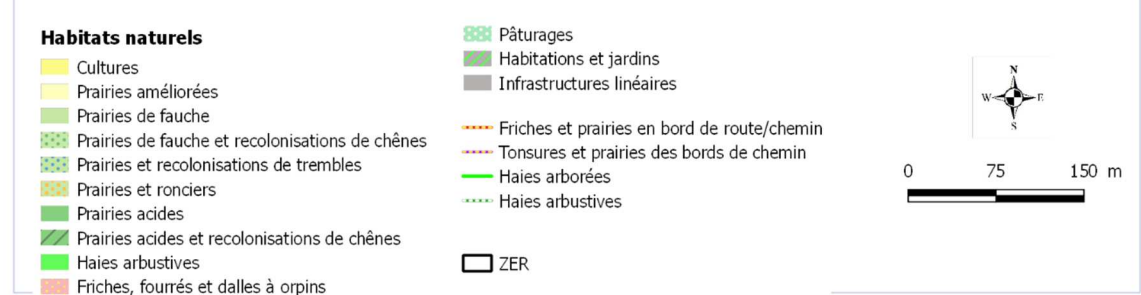 Habitats naturels
Cultures
Prairies améliorées
Prairies de fauche
Prairies de fauche et recolonisations de chênes
Prairies et recolonisations de trembles
Prairies et ronciers
Prairies acides
Prairies acides et recolonisations de chênes
Haies arbustives
Friches, fourrés et dalles à orpins
Pâturages
Habitations et jardins
Infrastructures linéaires
Friches et prairies en bord de route/chemin
Tonsures et prairies des bords de chemin
Haies arborées
Haies arbustives
ZER
N
W E
S
0 75 150 m